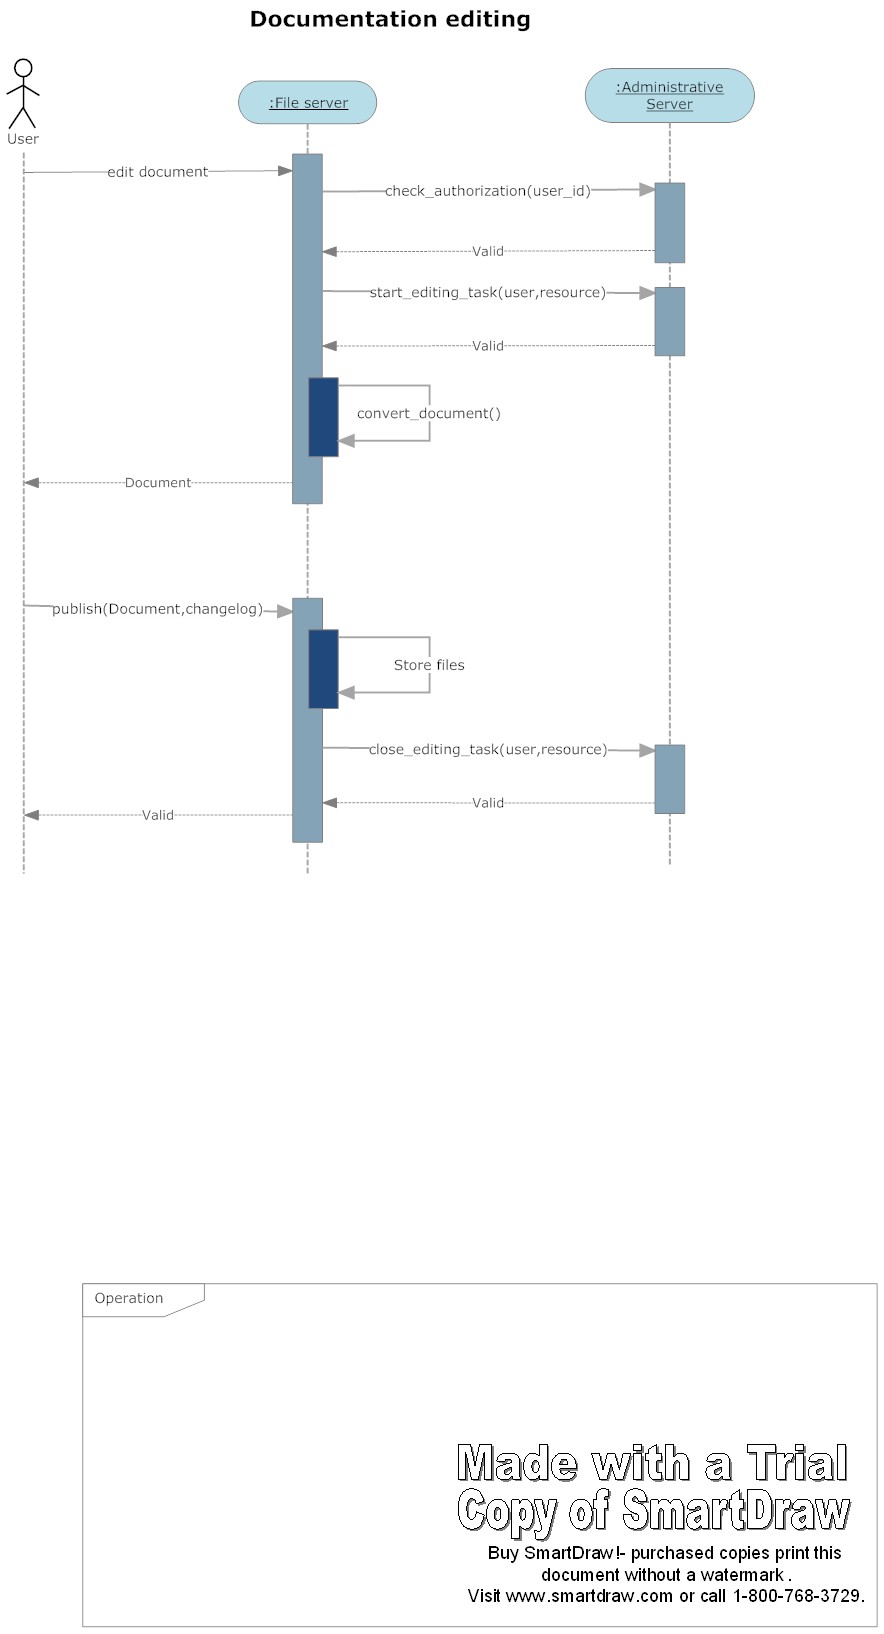 Documentation editing
:File server
:Administrative
Server
User
edit document
check_authorization(user_id)
Valid
start_editing_task(user,resource)
Valid
convert_document()
Document
publish(Document,changelog)
Store files
close_editing_task(user,resource)
Valid
Valid
Operation
Made with a Trial
Copy of SmartDraw
Buy SmartDraw!- purchased copies print this
document without a watermark .
Visit www.smartdraw.com or call 1-800-768-3729.